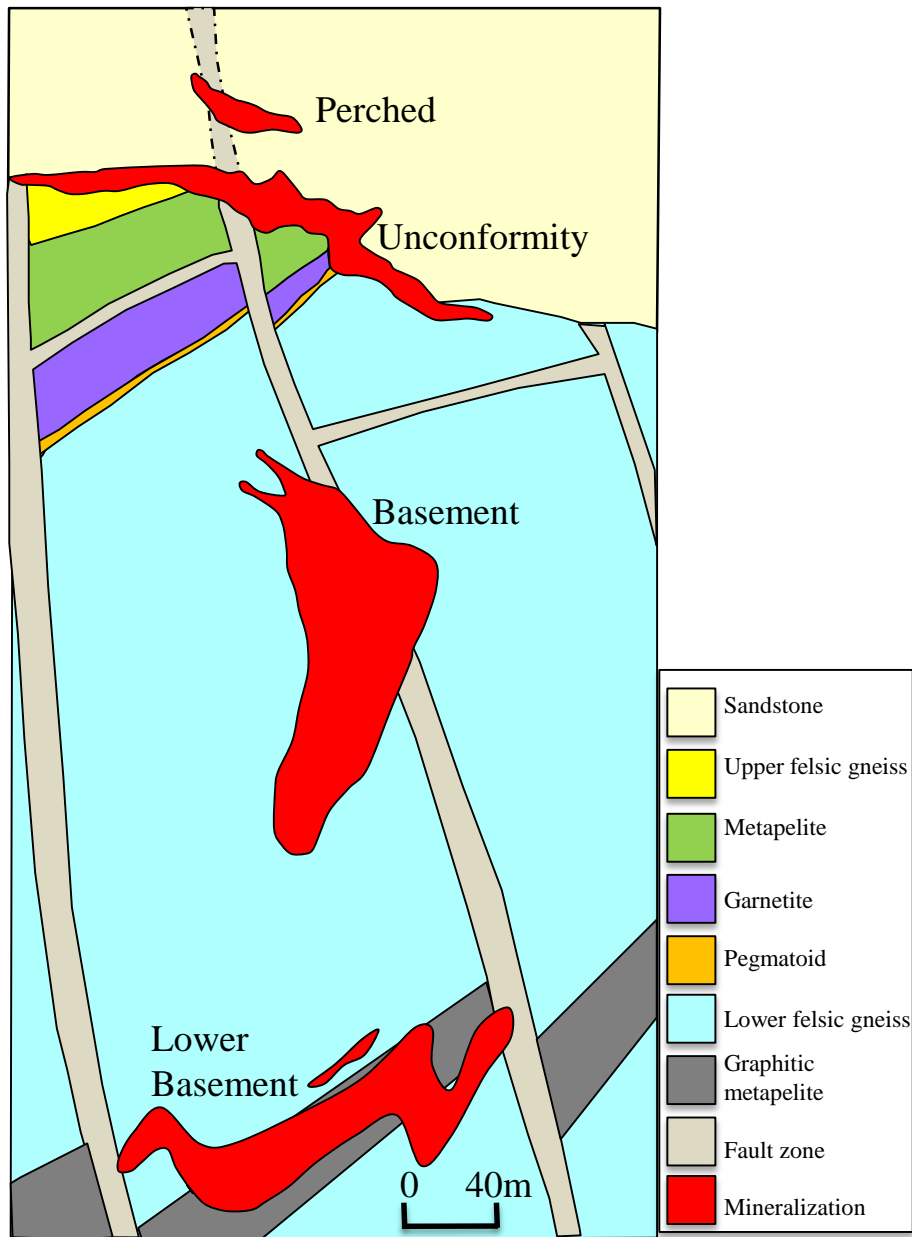 Perched
Unconformity
Basement
Lower
Basement
0 40m
Sandstone
Upper felsic gneiss
Metapelite
Garnetite
Pegmatoid
Lower felsic gneiss
Graphitic
metapelite
Fault zone
Mineralization